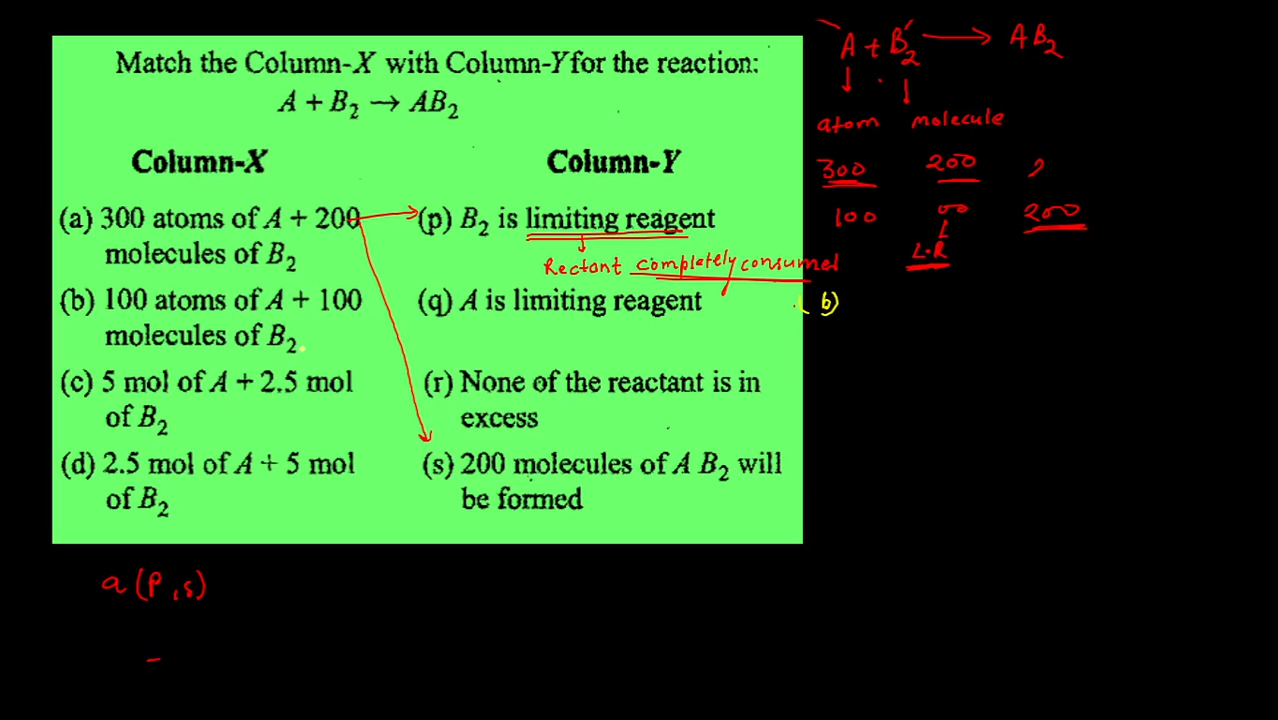 Match the Column-X with Column-Y for the reaction:
A + B₂ → AB₂
Column-X Column-Y
(a) 300 atoms of A + 200 (p) B₂ is limiting reagent
molecules of B₂
Rectant completely consumed
(b) 100 atoms of A + 100 (q) A is limiting reagent
molecules of B₂
(c) 5 mol of A + 2.5 mol (r) None of the reactant is in
of B₂ excess
(d) 2.5 mol of A + 5 mol (s) 200 molecules of A B₂ will
of B₂ be formed
A + B₂ → AB₂
atom molecule
300 200
100 00 200
L.R
(b)
a (P, s)